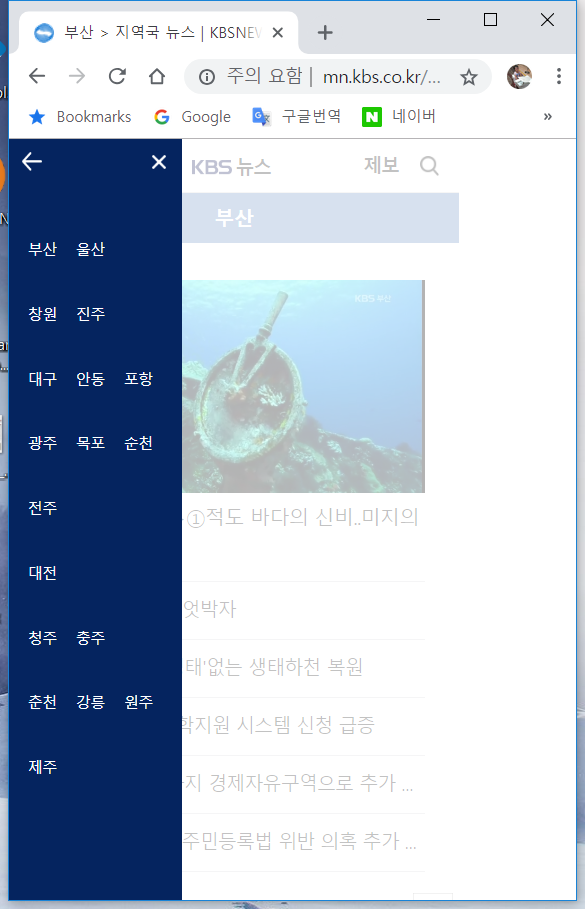 부산 > 지역국 뉴스 | KBSNEW
주의 요함 | mn.kbs.co.kr/...
Bookmarks Google 구글번역 네이버 »
KBS 뉴스 제보
부산
부산 울산
창원 진주
대구 안동 포항
광주 목포 순천
전주
대전
청주 충주
춘천 강릉 원주
제주
KBS 부산
①적도 바다의 신비..미지의
엇박자
태'없는 생태하천 복원
학지원 시스템 신청 급증
지 경제자유구역으로 추가 ...
주민등록법 위반 의혹 추가 ...